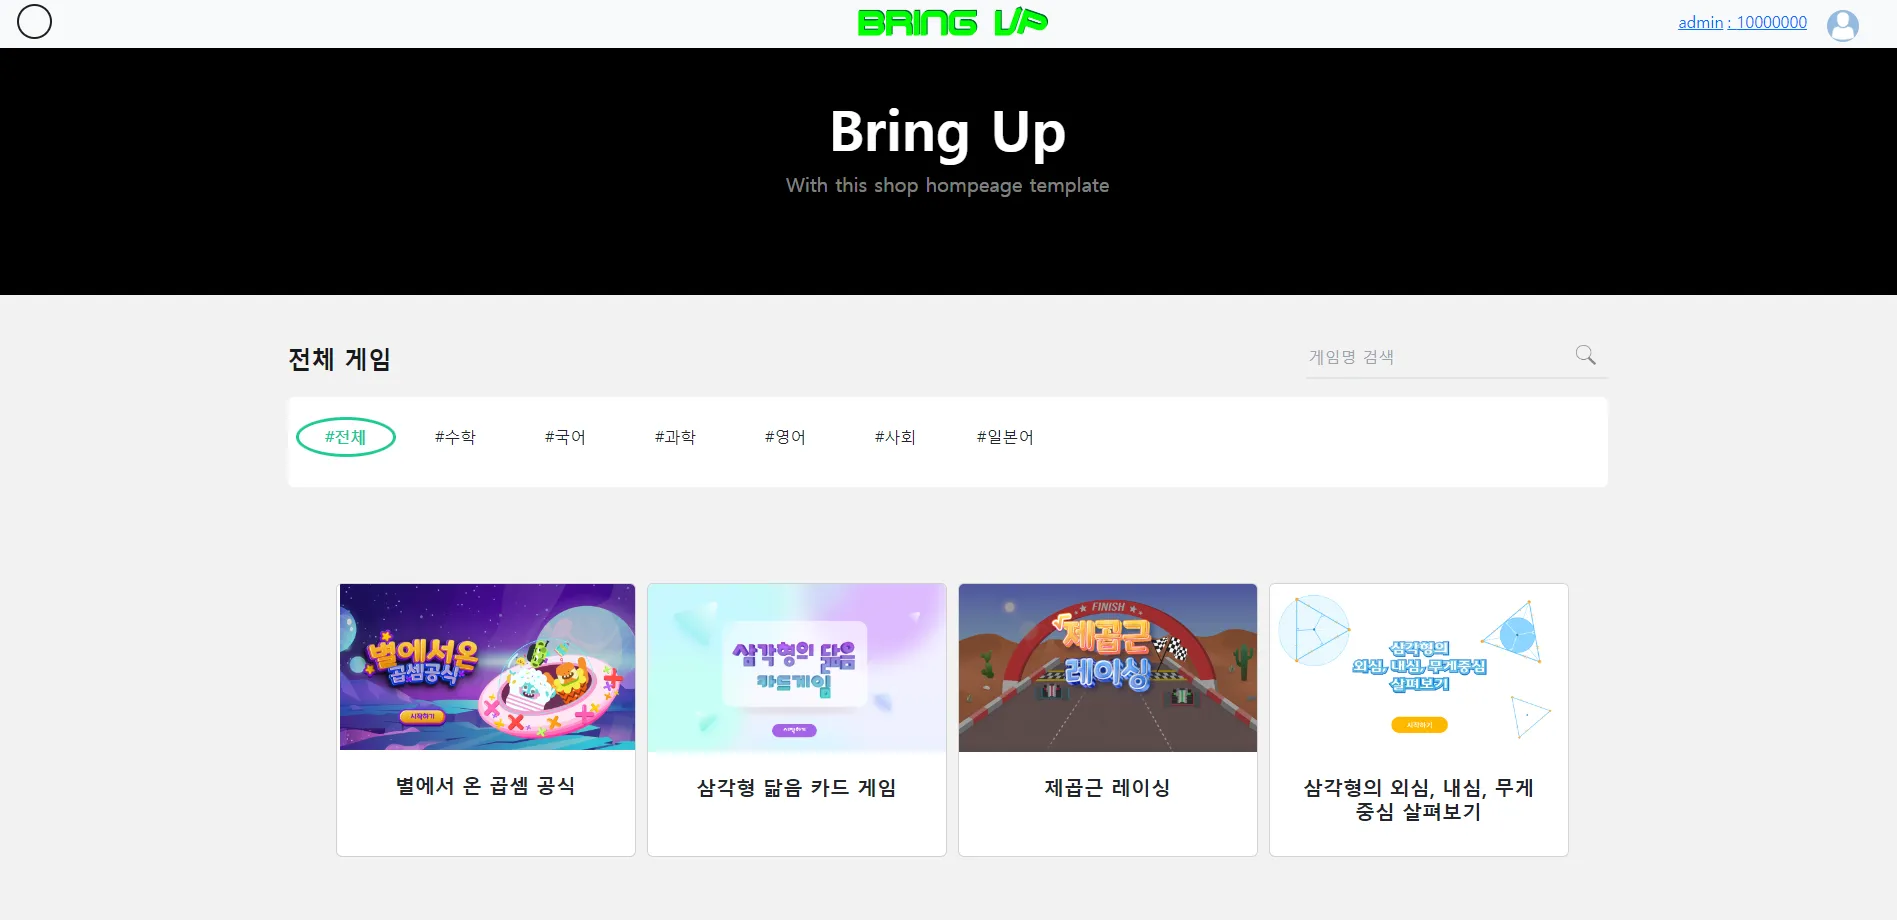 BRING UP
admin : 10000000
Bring Up
With this shop hompeage template
전체 게임
게임명 검색
#전체 #수학 #국어 #과학 #영어 #사회 #일본어
별에서온
곱셈공식
시작하기
삼각형의 닮음
카드게임
시작하기
FINISH
√제곱근
레이싱
삼각형의
외심, 내심, 무게중심
살펴보기
시작하기
별에서 온 곱셈 공식
삼각형 닮음 카드 게임
제곱근 레이싱
삼각형의 외심, 내심, 무게
중심 살펴보기